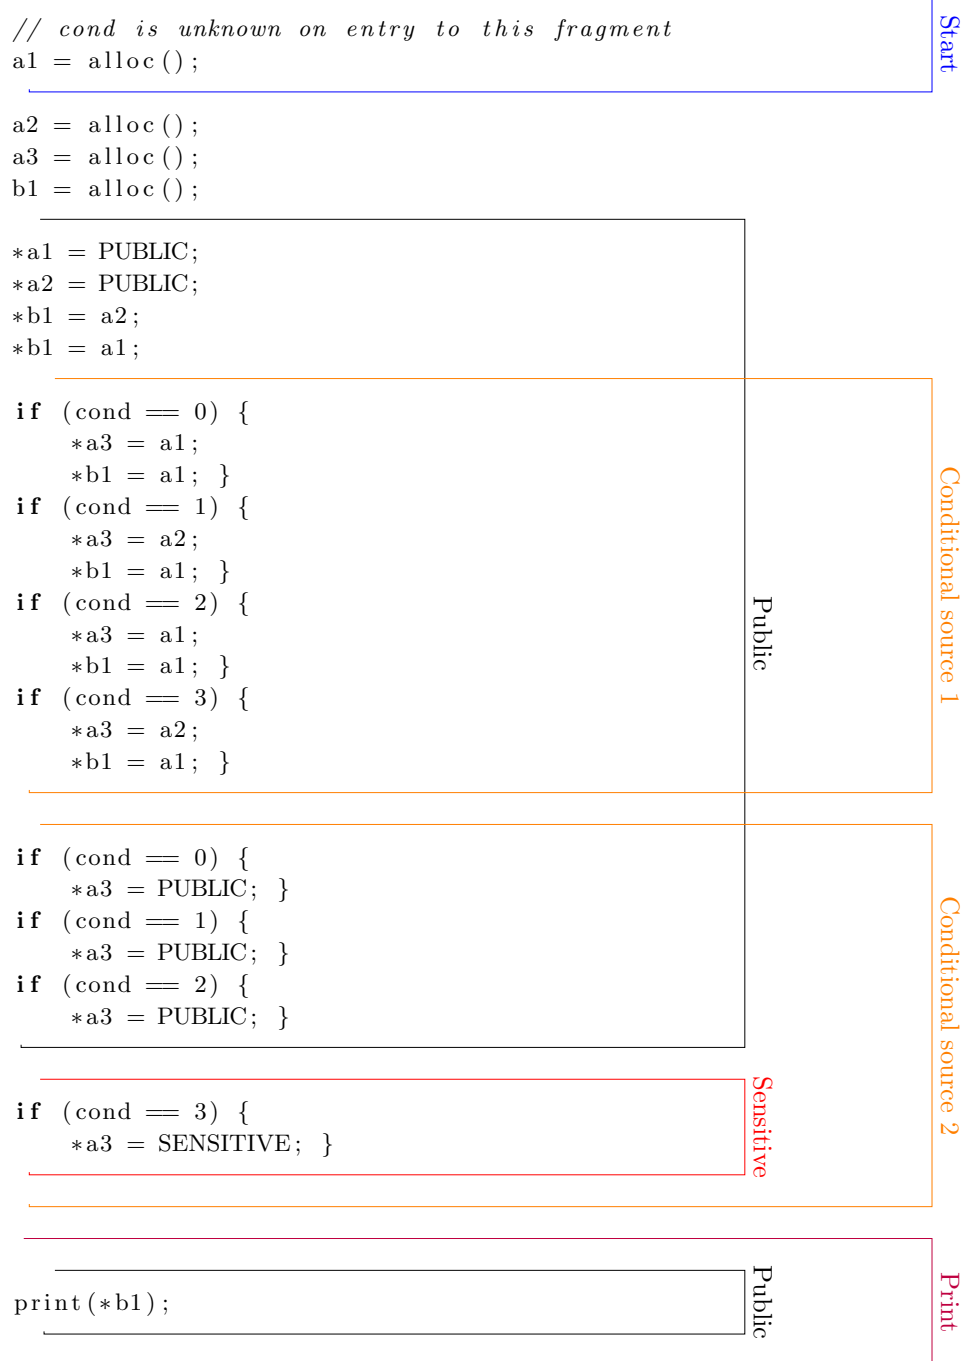 // cond is unknown on entry to this fragment
a1 = alloc();
Start
a2 = alloc();
a3 = alloc();
b1 = alloc();
*a1 = PUBLIC;
*a2 = PUBLIC;
*b1 = a2;
*b1 = a1;
if (cond == 0) {
*a3 = a1;
*b1 = a1; }
if (cond == 1) {
*a3 = a2;
*b1 = a1; }
if (cond == 2) {
*a3 = a1;
*b1 = a1; }
if (cond == 3) {
*a3 = a2;
*b1 = a1; }
Public
Conditional source 1
if (cond == 0) {
*a3 = PUBLIC; }
if (cond == 1) {
*a3 = PUBLIC; }
if (cond == 2) {
*a3 = PUBLIC; }
if (cond == 3) {
*a3 = SENSITIVE; }
Sensitive
Conditional source 2
print(*b1);
Public
Print